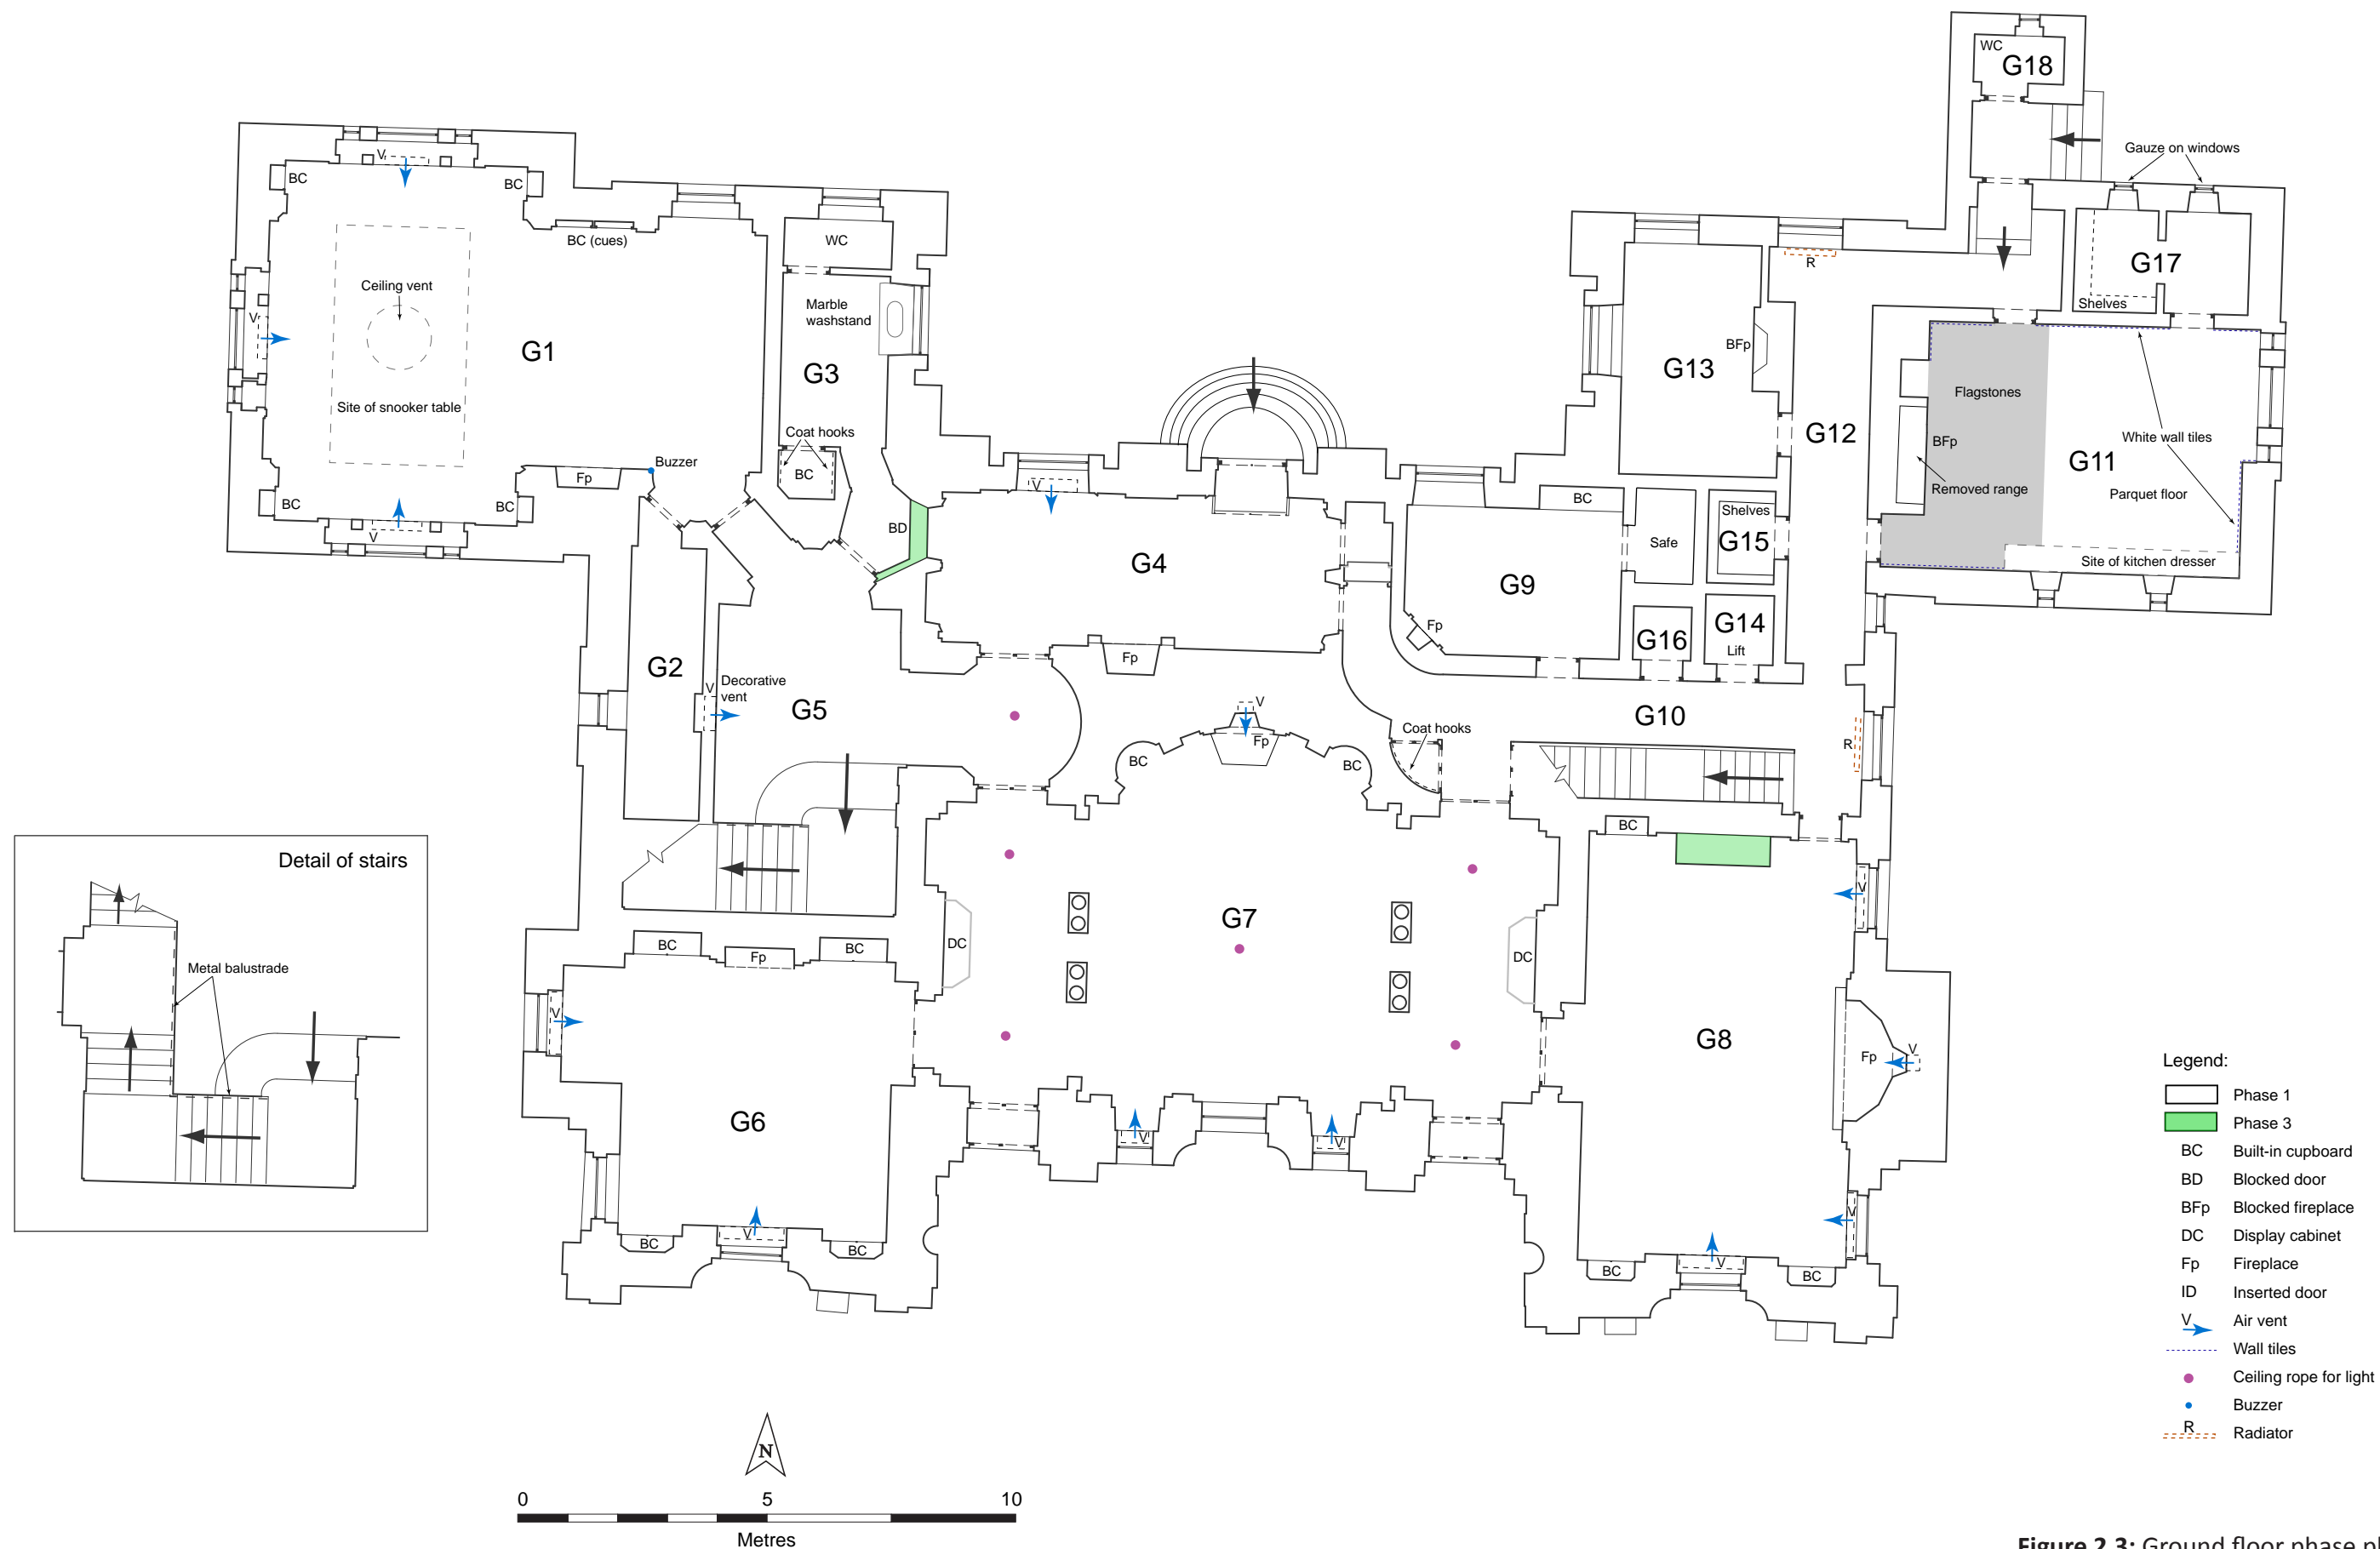 WC
G18
Gauze on windows
V
BC
BC
BC (cues)
WC
G17
Shelves
R
Ceiling vent
G1
V
Marble
washstand
G3
BFp
G13
Flagstones
Site of snooker table
G12
White wall tiles
BFp
G11
Coat hooks
Buzzer
BC
Fp
V
BC
Removed range
Parquet floor
BC
BC
Shelves
BD
Safe
G15
V
G4
G9
Site of kitchen dresser
Fp
G16
G14
Lift
G2
Fp
V
Decorative
vent
G5
V
G10
Coat hooks
Fp
R
BC
BC
BC
Detail of stairs
V
G7
BC
Fp
BC
DC
DC
Metal balustrade
V
G8
Fp
V
G6
V
V
V
V
V
BC
BC
BC
BC
Legend:
Phase 1
Phase 3
BC Built-in cupboard
BD Blocked door
BFp Blocked fireplace
DC Display cabinet
Fp Fireplace
ID Inserted door
V Air vent
Wall tiles
Ceiling rope for light
Buzzer
R Radiator
N
0 5 10
Metres
Figure 2.3: Ground floor phase